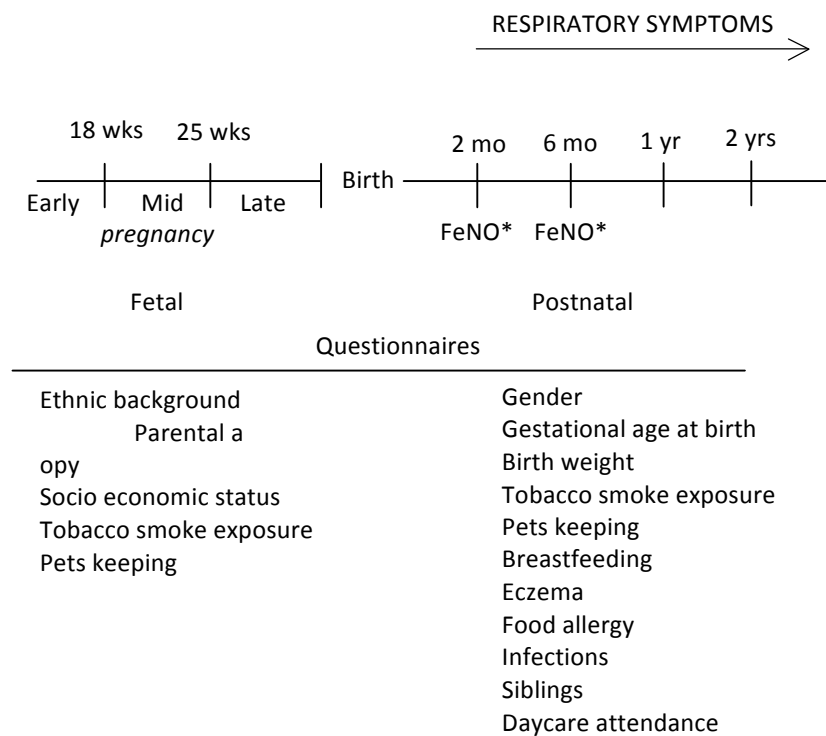 RESPIRATORY SYMPTOMS
18 wks 25 wks 2 mo 6 mo 1 yr 2 yrs
Birth
Early Mid Late
pregnancy
FeNO* FeNO*
Fetal Postnatal
Questionnaires
Ethnic background
Parental a
opy
Socio economic status
Tobacco smoke exposure
Pets keeping
Gender
Gestational age at birth
Birth weight
Tobacco smoke exposure
Pets keeping
Breastfeeding
Eczema
Food allergy
Infections
Siblings
Daycare attendance